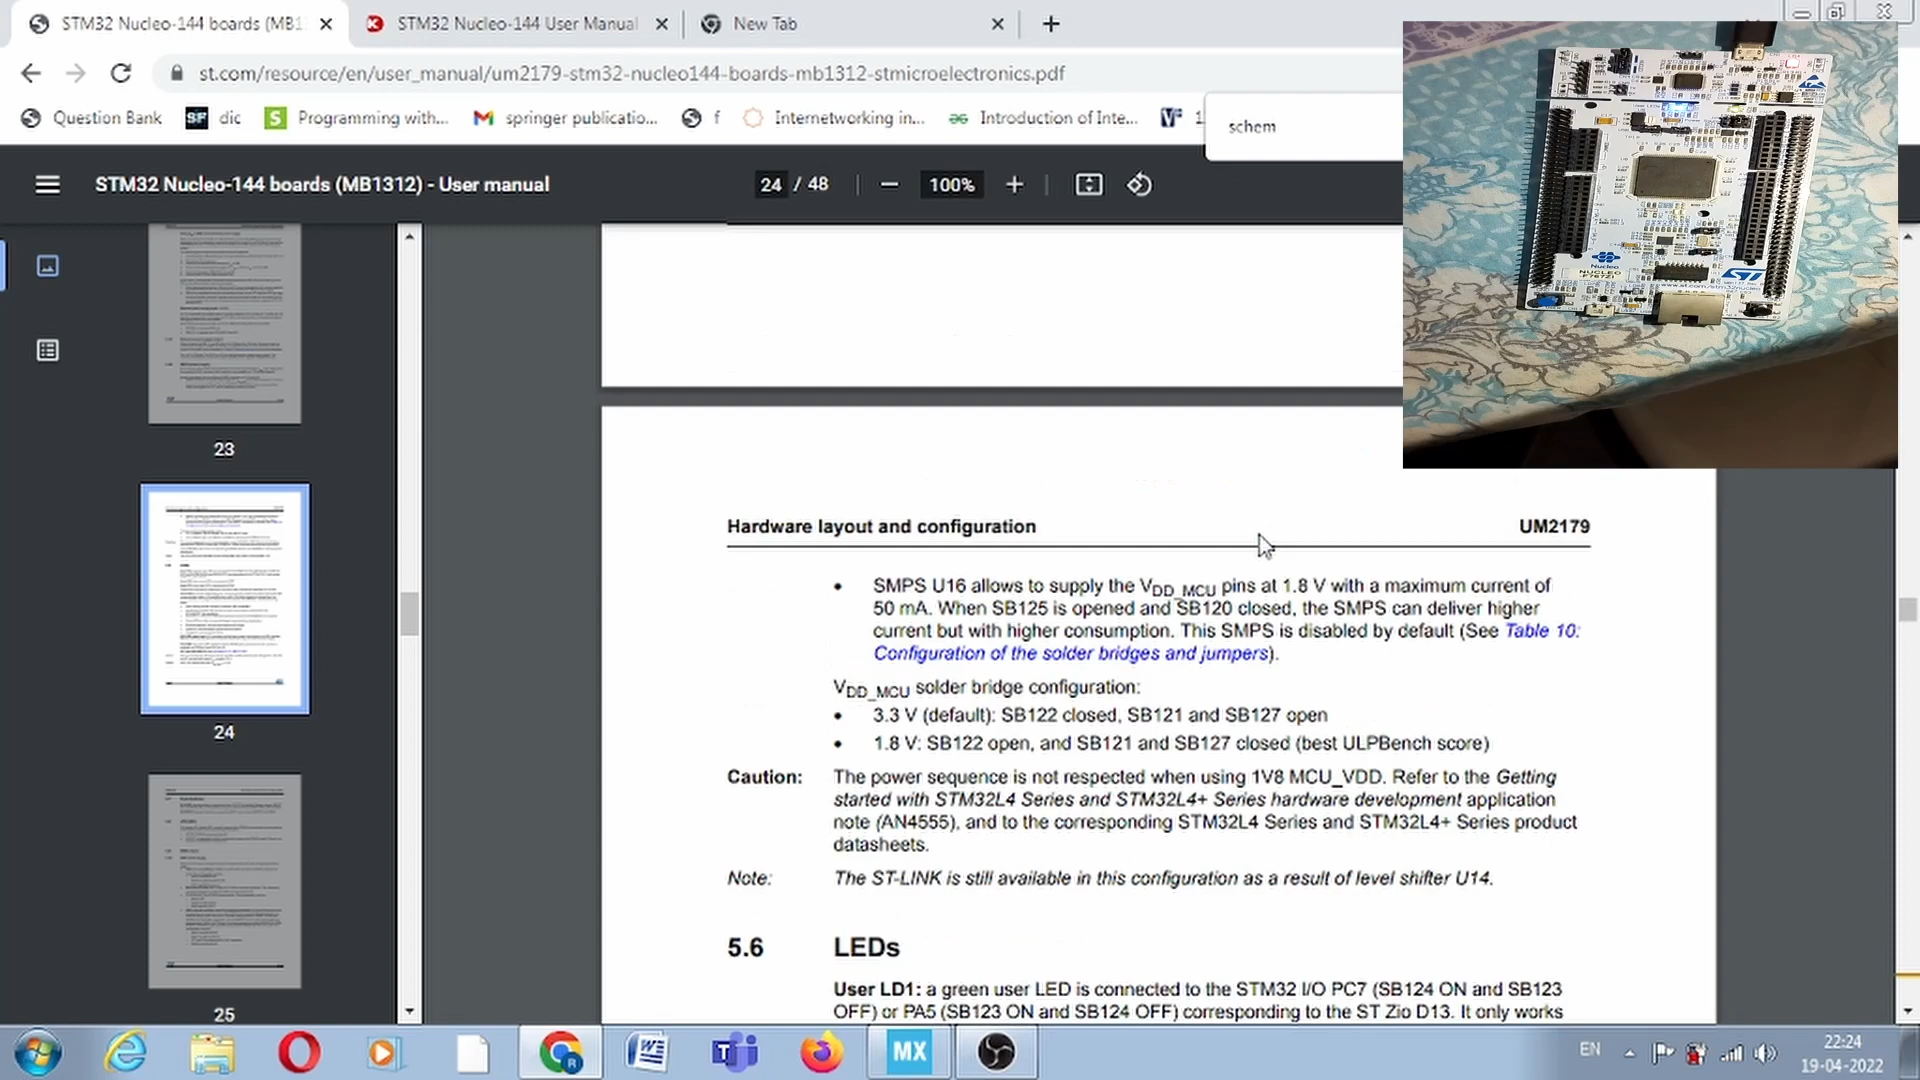 STM32 Nucleo-144 boards (MB1
STM32 Nucleo-144 User Manual
New Tab
st.com/resource/en/user_manual/um2179-stm32-nucleo144-boards-mb1312-stmicroelectronics.pdf
Question Bank
SF dic
S Programming with...
springer publicatio...
f
Internetworking in...
Introduction of Inte...
schem
STM32 Nucleo-144 boards (MB1312) - User manual
24 / 48
100%
23
24
25
Nucleo
NUCLEO
F767ZI
www.st.com/stm32nucleo
Hardware layout and configuration UM2179
• SMPS U16 allows to supply the VDD_MCU pins at 1.8 V with a maximum current of
50 mA. When SB125 is opened and SB120 closed, the SMPS can deliver higher
current but with higher consumption. This SMPS is disabled by default (See Table 10:
Configuration of the solder bridges and jumpers).
VDD_MCU solder bridge configuration:
• 3.3 V (default): SB122 closed, SB121 and SB127 open
• 1.8 V: SB122 open, and SB121 and SB127 closed (best ULPBench score)
Caution: The power sequence is not respected when using 1V8 MCU_VDD. Refer to the Getting
started with STM32L4 Series and STM32L4+ Series hardware development application
note (AN4555), and to the corresponding STM32L4 Series and STM32L4+ Series product
datasheets.
Note: The ST-LINK is still available in this configuration as a result of level shifter U14.
5.6 LEDs
User LD1: a green user LED is connected to the STM32 I/O PC7 (SB124 ON and SB123
OFF) or PA5 (SB123 ON and SB124 OFF) corresponding to the ST Zio D13. It only works
MX
EN
22:24
19-04-2022